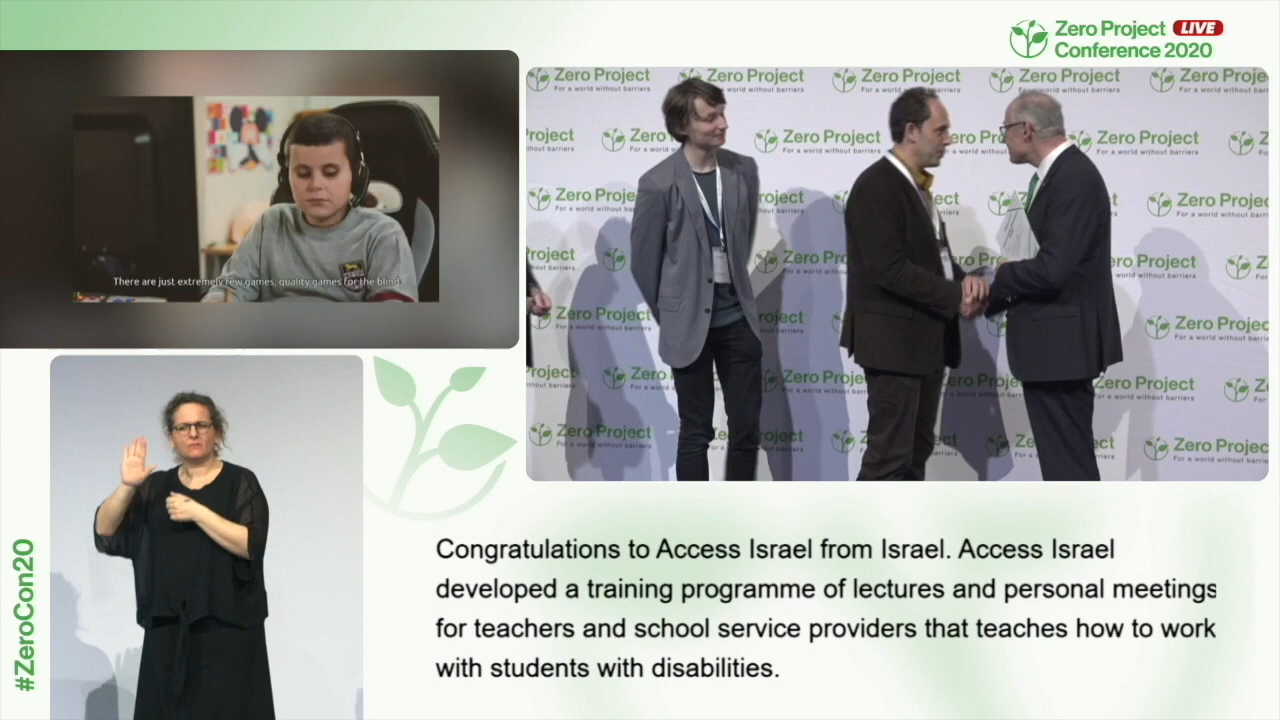 Zero Project LIVE
Conference 2020
There are just extremely few games, quality games for the blind.
Zero Project
For a world without barriers
Congratulations to Access Israel from Israel. Access Israel
developed a training programme of lectures and personal meetings
for teachers and school service providers that teaches how to work
with students with disabilities.
#ZeroCon20